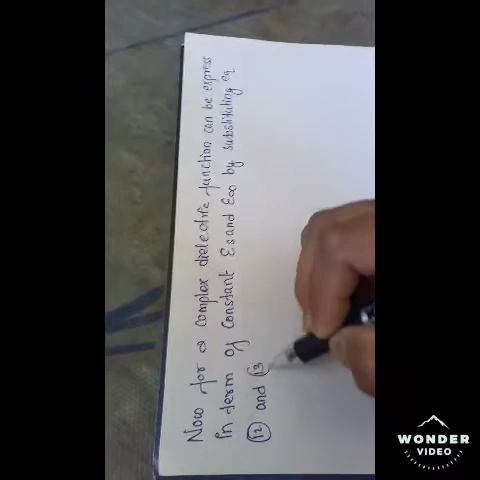 Now for a complex dielectric function can be express
In term of constant εs and ε∞ by substituting eq
(12) and (13
WONDER
VIDEO